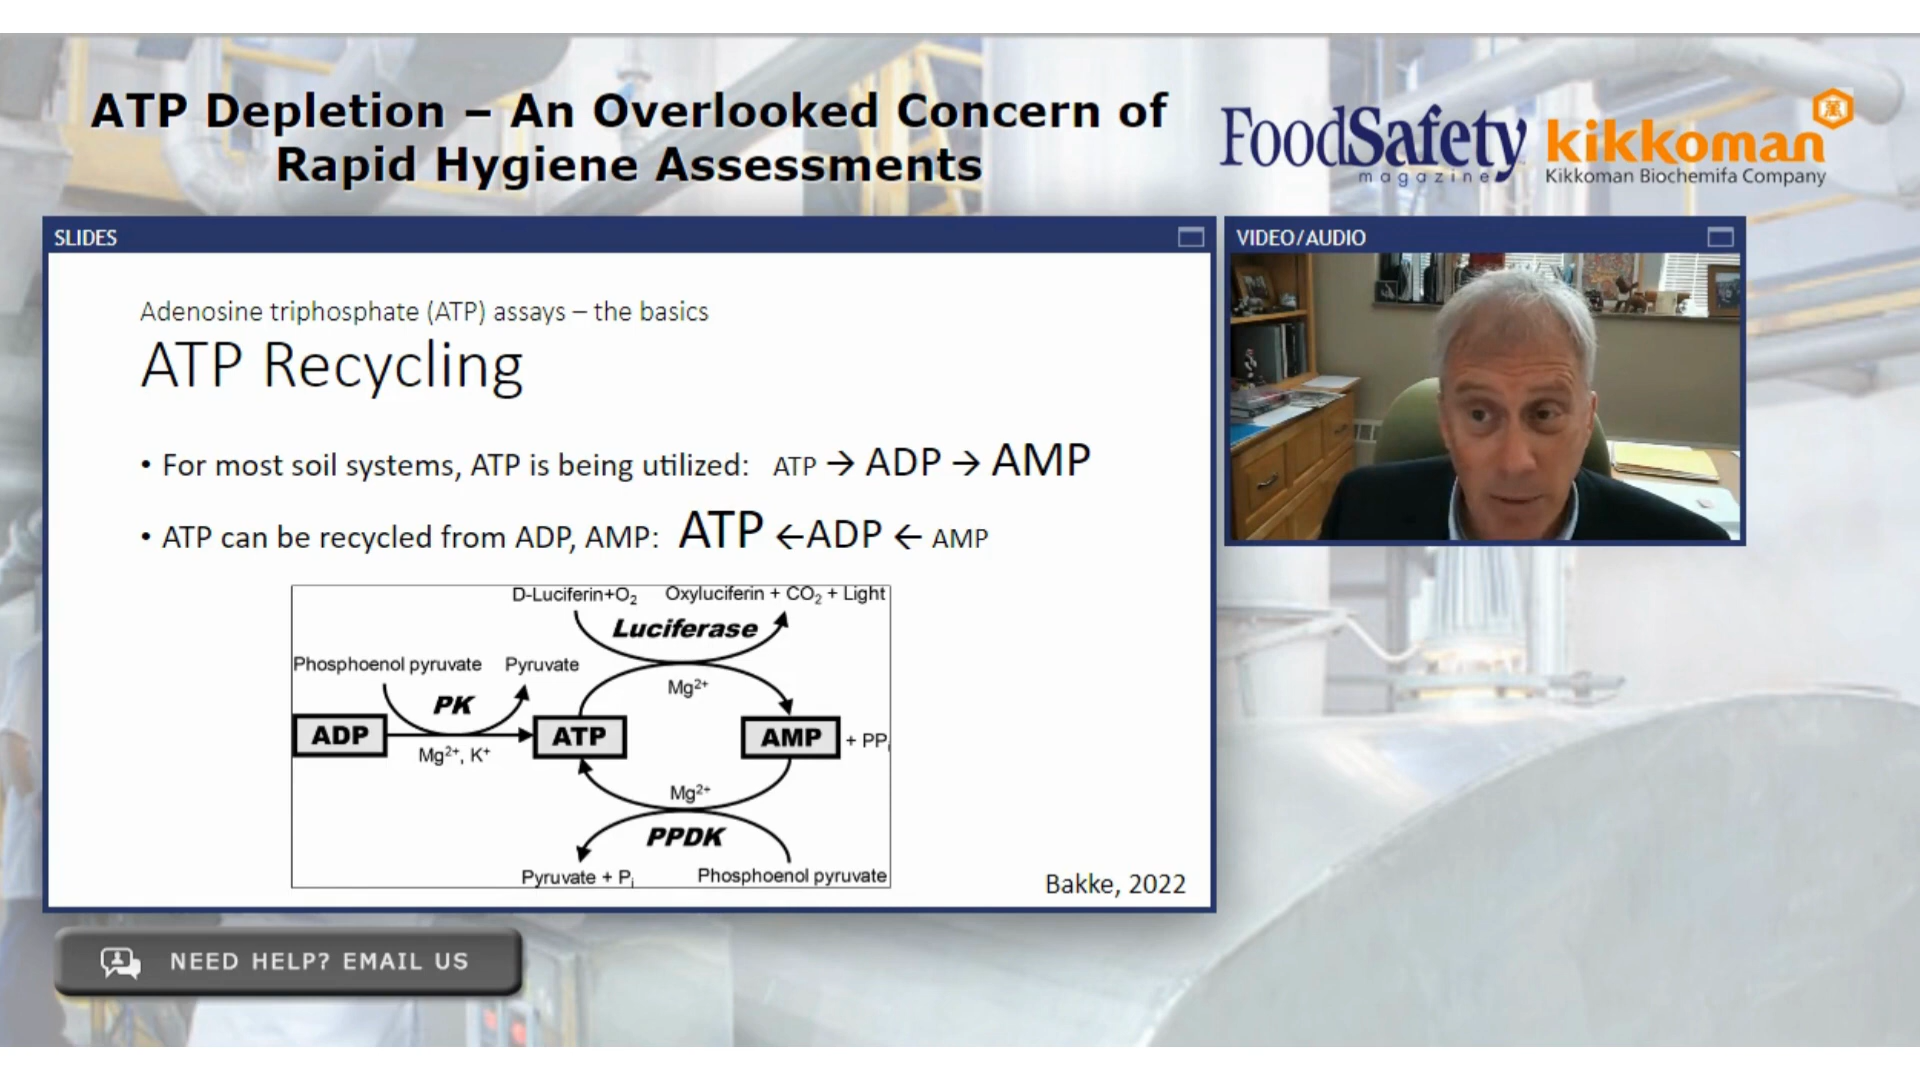 ATP Depletion – An Overlooked Concern of
Rapid Hygiene Assessments
FoodSafety
magazine
kikkoman
Kikkoman Biochemifa Company
SLIDES
VIDEO/AUDIO
Adenosine triphosphate (ATP) assays – the basics
ATP Recycling
• For most soil systems, ATP is being utilized: ATP → ADP → AMP
• ATP can be recycled from ADP, AMP: ATP ←ADP ← AMP
D-Luciferin+O₂ Oxyluciferin + CO₂ + Light
Luciferase
Phosphoenol pyruvate Pyruvate
Mg²⁺
PK
ADP ATP AMP + PPᵢ
Mg²⁺, K⁺
Mg²⁺
PPDK
Pyruvate + Pᵢ Phosphoenol pyruvate
Bakke, 2022
NEED HELP? EMAIL US